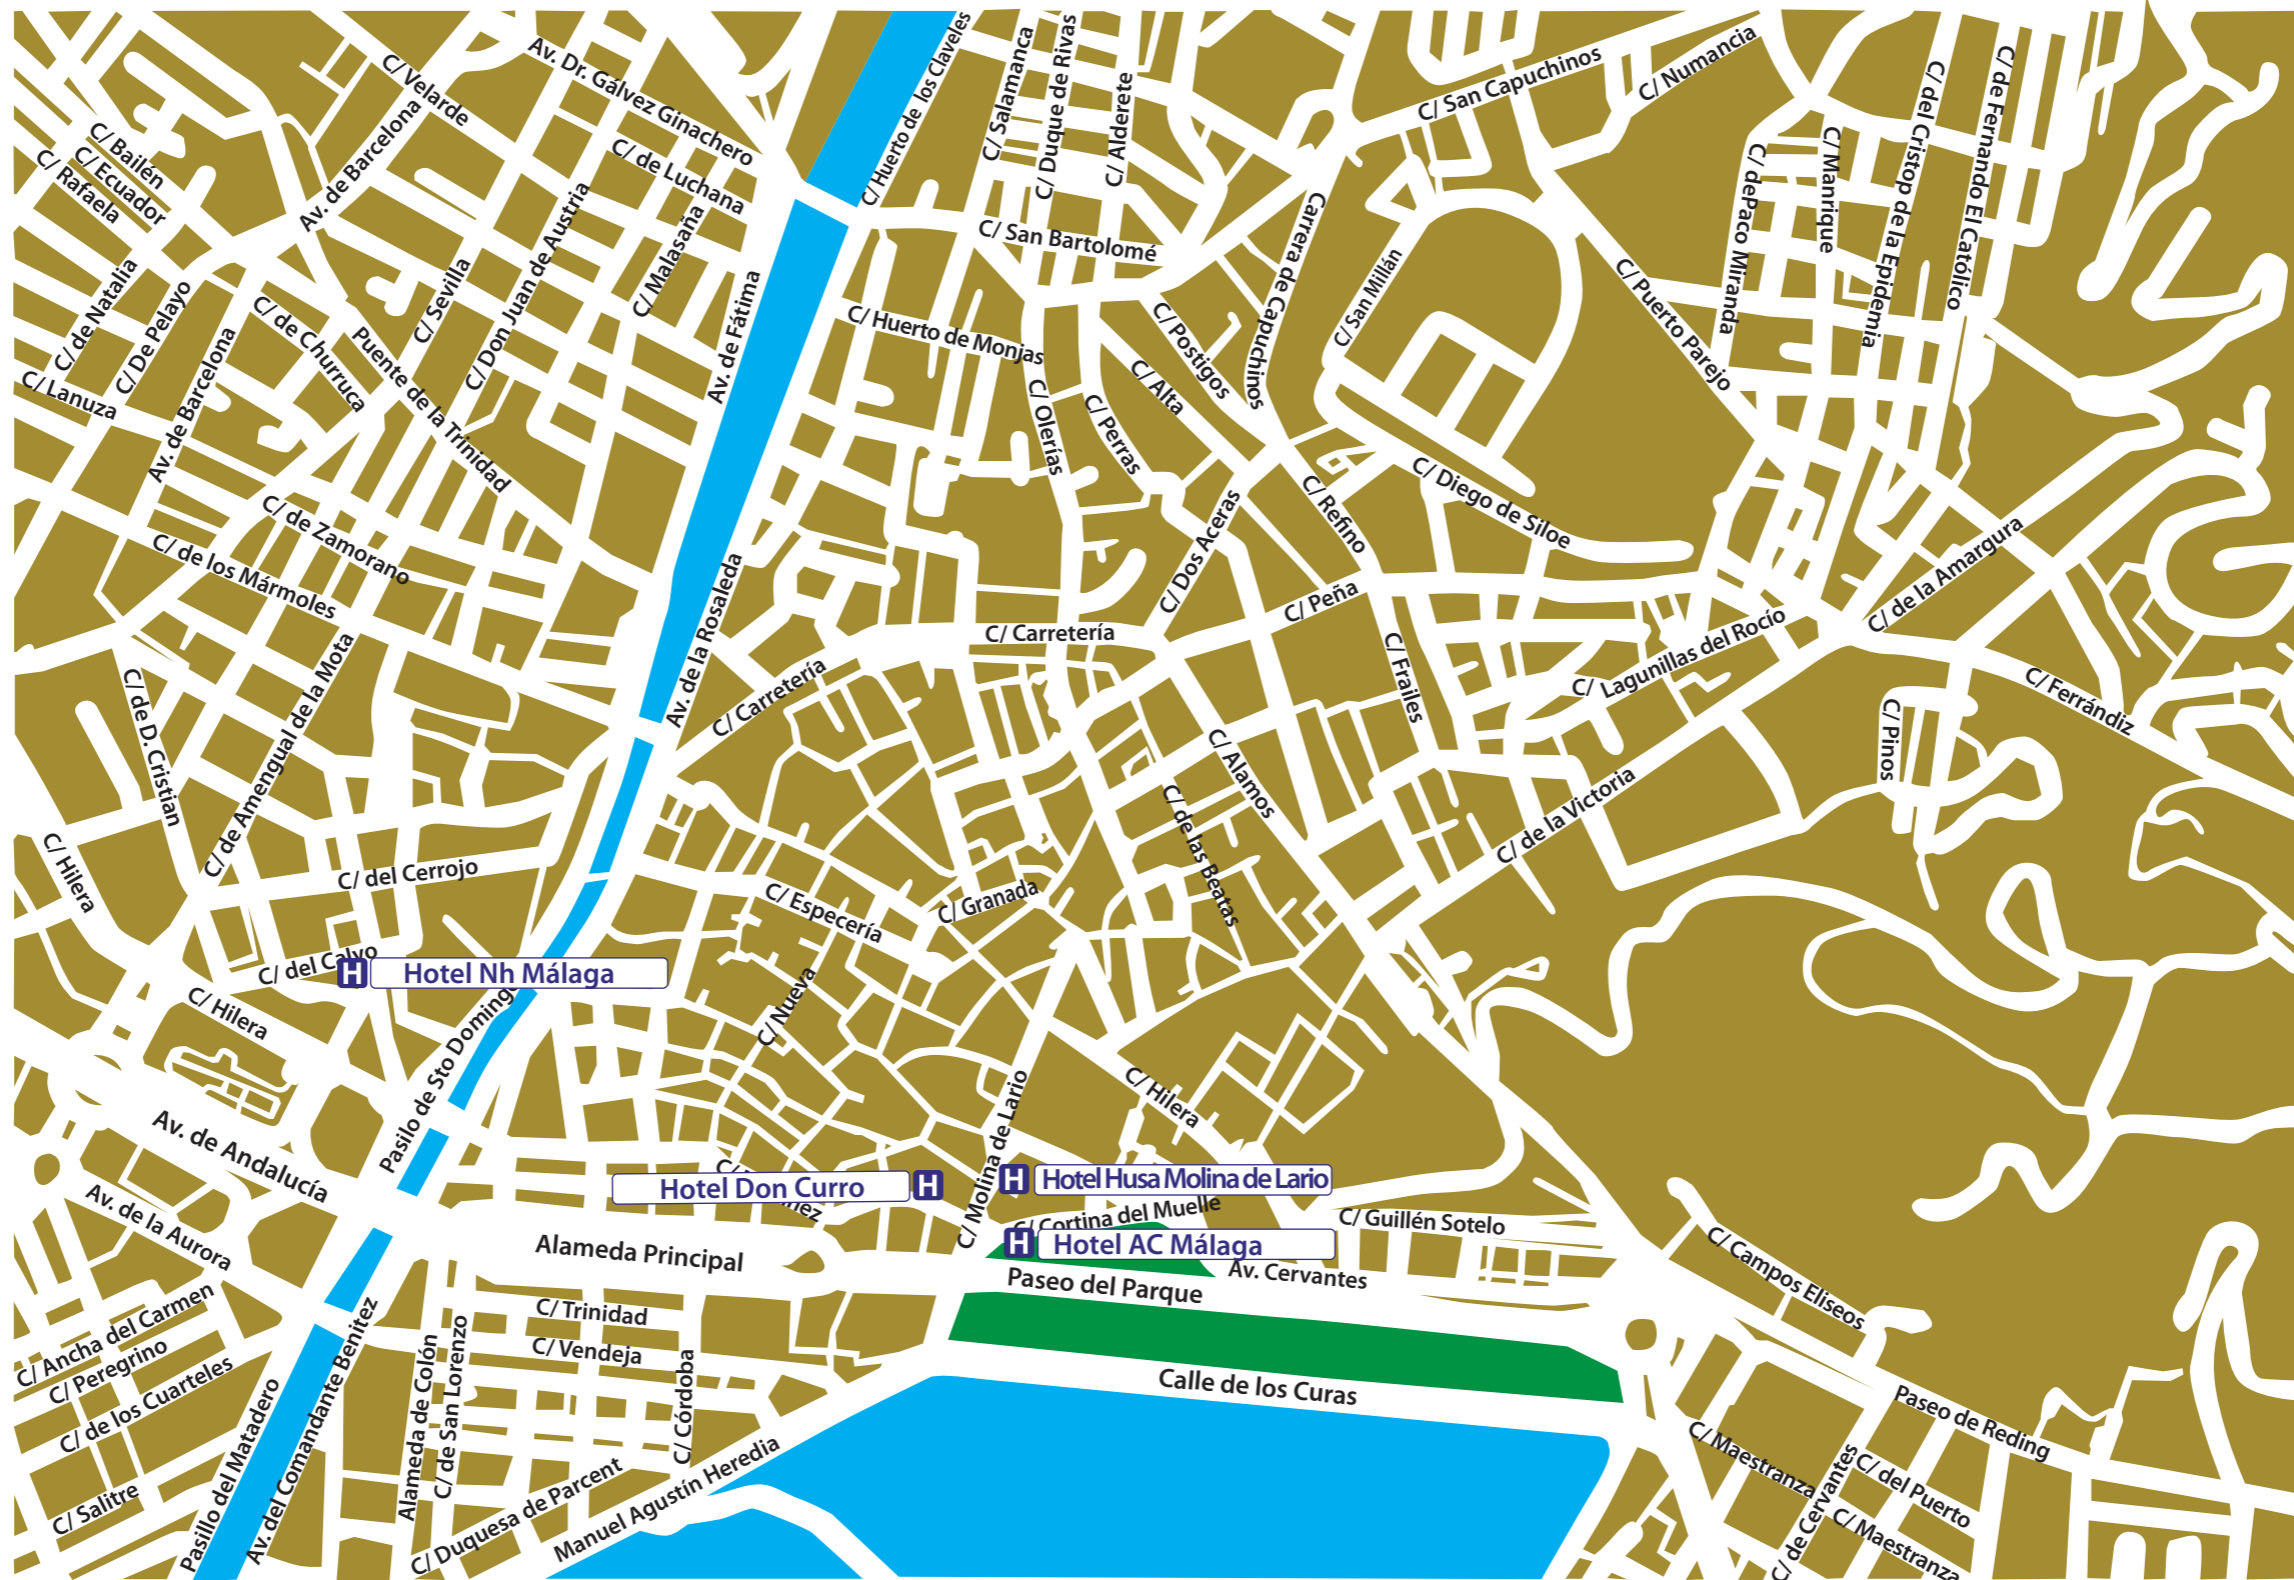 C/ Velarde
Av. Dr. Gálvez Ginachero
C/ Huerto de los Claveles
C/ Salamanca
C/ Duque de Rivas
C/ Alderete
C/ San Capuchinos
C/ Numancia
C/ del Cristop de la Epidemia
C/ de Fernando El Católico
C/ Bailén
C/ Ecuador
C/ Rafaela
Av. de Barcelona
C/ de Luchana
C/ Malasaña
C/ Don Juan de Austria
C/ Sevilla
C/ San Bartolomé
Carrera de Capuchinos
C/ San Millán
C/ dePaco Miranda
C/ Manrique
C/ Puerto Parejo
C/ de Natalia
C/ De Pelayo
C/ Lanuza
Av. de Barcelona
C/ de Churruca
Puente de la Trinidad
Av. de Fátima
C/ Huerto de Monjas
C/ Postigos
C/ Alta
C/ Olerías
C/ Perras
C/ Refino
C/ Diego de Siloe
C/ de Zamorano
C/ de los Mármoles
C/ Dos Aceras
C/ Peña
C/ de la Amargura
Av. de la Rosaleda
C/ Carretería
C/ Carretería
C/ Frailes
C/ Lagunillas del Rocío
C/ Ferrándiz
C/ Pinos
C/ de D. Cristian
C/ de Amengual de la Mota
C/ Alamos
C/ de las Beatas
C/ de la Victoria
C/ Hilera
C/ del Cerrojo
C/ Especería
C/ Granada
C/ del Calvo
H Hotel Nh Málaga
C/ Hilera
C/ Nueva
Pasilo de Sto Domingo
C/ Hilera
C/ Molina de Lario
Av. de Andalucía
Hotel Don Curro H
H Hotel Husa Molina de Lario
Av. de la Aurora
C/ Cortina del Muelle
C/ Guillén Sotelo
Alameda Principal
H Hotel AC Málaga
Av. Cervantes
Paseo del Parque
C/ Campos Eliseos
C/ Trinidad
C/ Vendeja
C/ Ancha del Carmen
C/ Peregrino
C/ de los Cuarteles
C/ Salitre
Pasillo del Matadero
Av. del Comandante Benitez
Alameda de Colón
C/ de San Lorenzo
C/ Córdoba
Calle de los Curas
C/ Duquesa de Parcent
Manuel Agustín Heredia
Paseo de Reding
C/ Maestranza
C/ de Cervantes
C/ del Puerto
C/ Maestranza